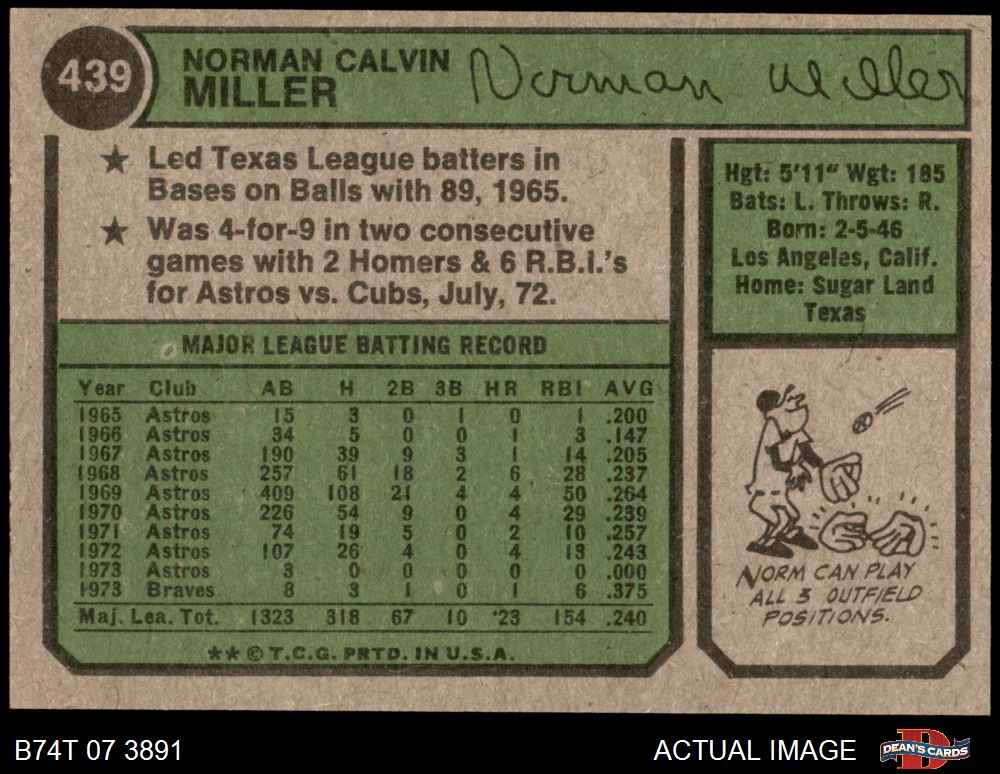 439
NORMAN CALVIN
MILLER
Norman Miller
★ Led Texas League batters in
Bases on Balls with 89, 1965.
★ Was 4-for-9 in two consecutive
games with 2 Homers & 6 R.B.I.'s
for Astros vs. Cubs, July, 72.
Hgt: 5'11" Wgt: 185
Bats: L. Throws: R.
Born: 2-5-46
Los Angeles, Calif.
Home: Sugar Land
Texas
MAJOR LEAGUE BATTING RECORD
Year Club AB H 2B 3B HR RBI AVG
1965 Astros 15 3 0 1 0 1 .200
1966 Astros 34 5 0 0 1 3 .147
1967 Astros 190 39 9 3 1 14 .205
1968 Astros 257 61 18 2 6 28 .237
1969 Astros 409 108 21 4 4 50 .264
1970 Astros 226 54 9 0 4 29 .239
1971 Astros 74 19 5 0 2 10 .257
1972 Astros 107 26 4 0 4 13 .243
1973 Astros 3 0 0 0 0 0 .000
1973 Braves 8 3 1 0 1 6 .375
Maj. Lea. Tot. 1323 318 67 10 23 154 .240
** © T.C.G. PRTD. IN U.S.A.
NORM CAN PLAY
ALL 3 OUTFIELD
POSITIONS.
B74T 07 3891
ACTUAL IMAGE
DEAN'S CARDS